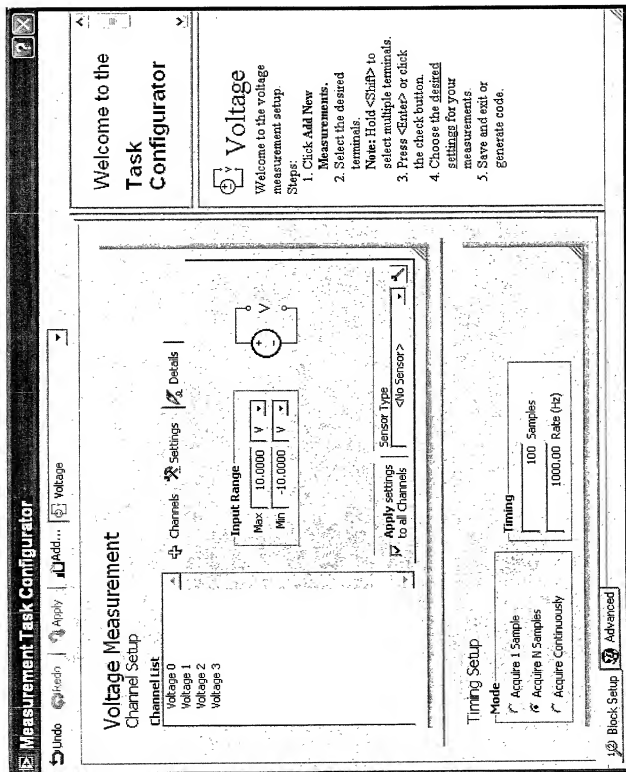 Measurement Task Configurator
Undo Redo Apply Add... Voltage
Voltage Measurement
Channel Setup
Channel List
Voltage 0
Voltage 1
Voltage 2
Voltage 3
Channels Settings Details
Input Range
Max 10.0000 V
Min -10.0000 V
V
Apply settings
to all Channels
Sensor Type
<No Sensor>
Timing Setup
Mode
Acquire 1 Sample
Acquire N Samples
Acquire Continuously
Timing
100 Samples
1000.00 Rate (Hz)
Block Setup Advanced
Welcome to the
Task
Configurator
Voltage
Welcome to the voltage
measurement setup.
Steps:
1. Click Add New
Measurements.
2. Select the desired
terminals.
Note: Hold <Shift> to
select multiple terminals.
3. Press <Enter> or click
the check button.
4. Choose the desired
settings for your
measurements.
5. Save and exit or
generate code.